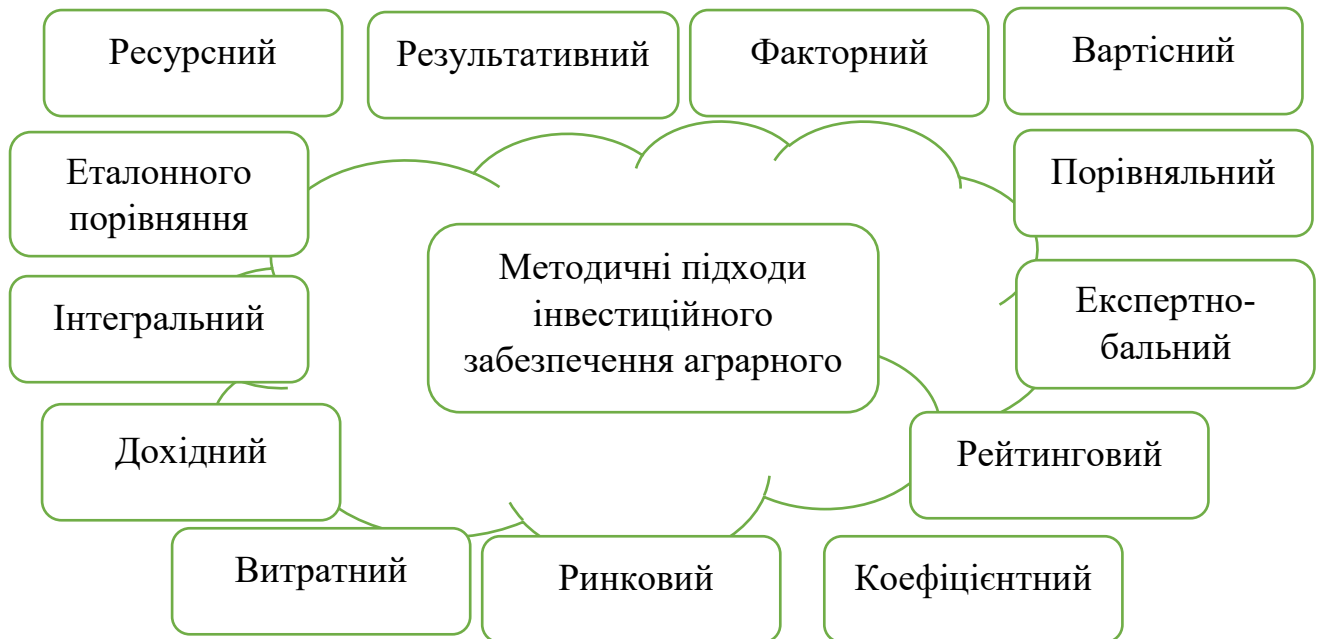 Ресурсний
Результативний
Факторний
Вартісний
Еталонного
порівняння
Порівняльний
Методичні підходи
інвестиційного
забезпечення аграрного
Інтегральний
Експертно-
бальний
Дохідний
Рейтинговий
Витратний
Ринковий
Коефіцієнтний